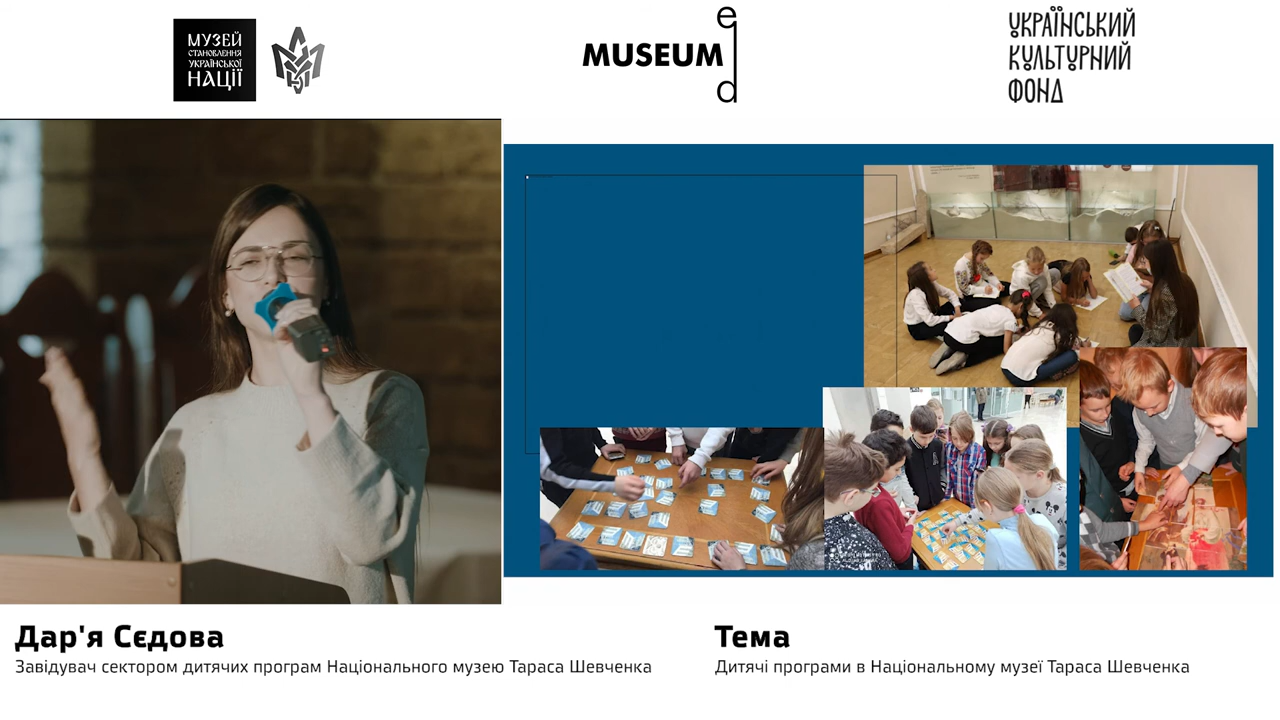 МУЗЕЙ
СТАНОВЛЕННЯ
УКРАЇНСЬКОЇ
НАЦІЇ
MUSEUM
ed
УКРАЇНСЬКИЙ
КУЛЬТУРНИЙ
ФОНД
Дар'я Сєдова
Завідувач сектором дитячих програм Національного музею Тараса Шевченка
Тема
Дитячі програми в Національному музеї Тараса Шевченка